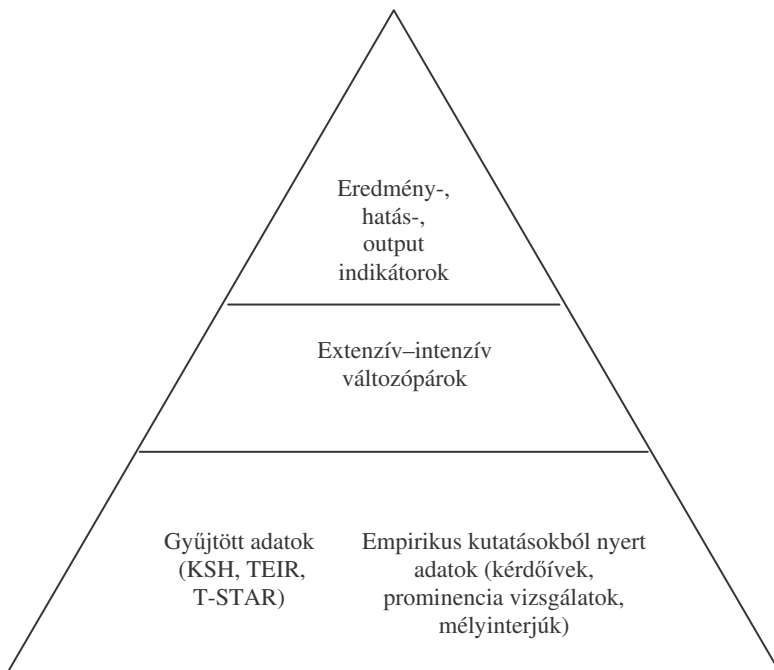 Eredmény-,
hatás-,
output
indikátorok
Extenzív–intenzív
változópárok
Gyűjtött adatok
(KSH, TEIR,
T-STAR)
Empirikus kutatásokból nyert
adatok (kérdőívek,
prominencia vizsgálatok,
mélyinterjúk)